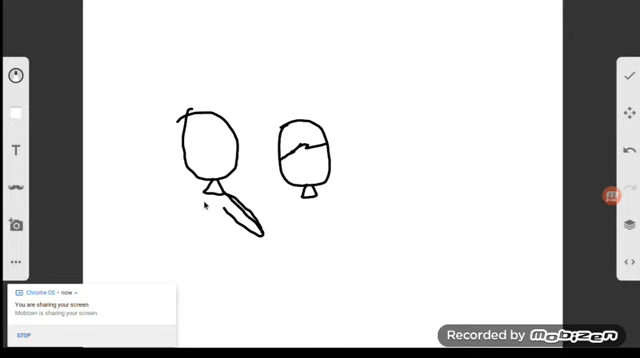 T
Chrome OS • now
You are sharing your screen
Mobizen is sharing your screen.
STOP
Recorded by mobizen